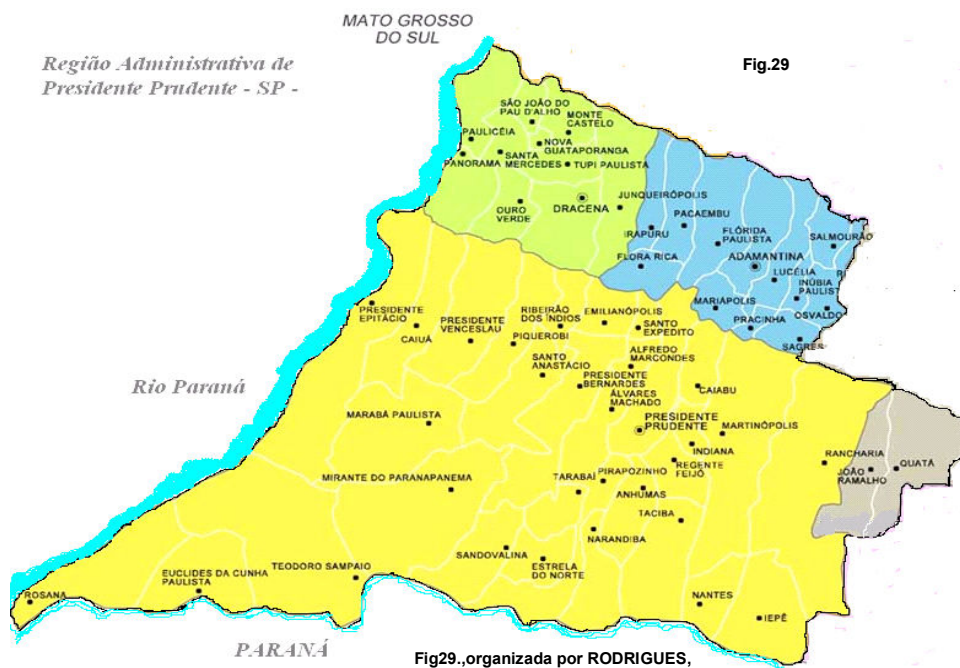 MATO GROSSO
DO SUL
Região Administrativa de
Presidente Prudente - SP -
Fig.29
SÃO JOÃO DO
PAU D'ALHO
MONTE
CASTELO
PAULICÉIA
NOVA
GUATAPORANGA
PANORAMA
SANTA
MERCEDES
TUPI PAULISTA
JUNQUEIRÓPOLIS
OURO
VERDE
DRACENA
PACAEMBU
IRAPURU
FLÓRIDA
PAULISTA
SALMOURÃO
FLORA RICA
ADAMANTINA
LUCÉLIA
INÚBIA
PAULIST
MARIÁPOLIS
OSVALDO
PRACINHA
SAGRES
PRESIDENTE
EPITÁCIO
PRESIDENTE
VENCESLAU
RIBEIRÃO
DOS ÍNDIOS
EMILIANÓPOLIS
CAIUÁ
PIQUEROBI
SANTO
EXPEDITO
SANTO
ANASTÁCIO
ALFREDO
MARCONDES
PRESIDENTE
BERNARDES
CAIABU
ÁLVARES
MACHADO
Rio Paraná
MARABÁ PAULISTA
PRESIDENTE
PRUDENTE
MARTINÓPOLIS
INDIANA
RANCHARIA
REGENTE
FEIJÓ
JOÃO
RAMALHO
QUATÁ
MIRANTE DO PARANAPANEMA
TARABAÍ
PIRAPOZINHO
ANHUMAS
TACIBA
NARANDIBA
SANDOVALINA
ESTRELA
DO NORTE
TEODORO SAMPAIO
EUCLIDES DA CUNHA
PAULISTA
ROSANA
NANTES
IEPÊ
PARANÁ
Fig29.,organizada por RODRIGUES,